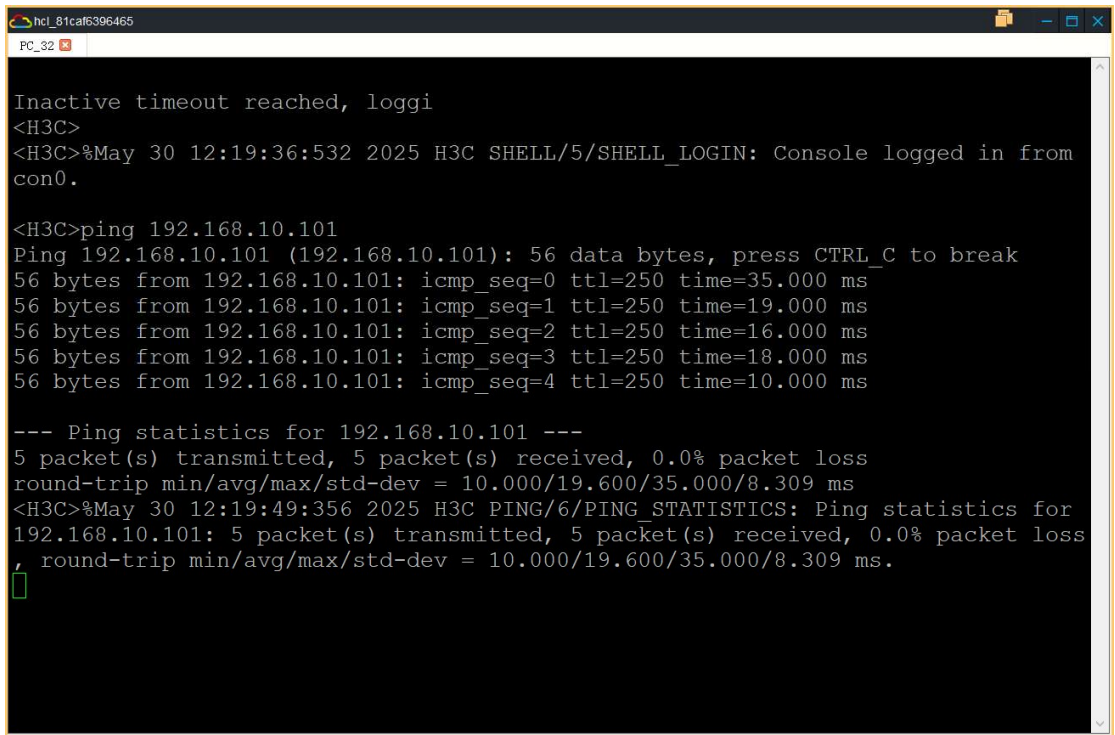 hcl_81caf6396465
PC_32
Inactive timeout reached, loggi
<H3C>
<H3C>%May 30 12:19:36:532 2025 H3C SHELL/5/SHELL_LOGIN: Console logged in from
con0.
<H3C>ping 192.168.10.101
Ping 192.168.10.101 (192.168.10.101): 56 data bytes, press CTRL_C to break
56 bytes from 192.168.10.101: icmp_seq=0 ttl=250 time=35.000 ms
56 bytes from 192.168.10.101: icmp_seq=1 ttl=250 time=19.000 ms
56 bytes from 192.168.10.101: icmp_seq=2 ttl=250 time=16.000 ms
56 bytes from 192.168.10.101: icmp_seq=3 ttl=250 time=18.000 ms
56 bytes from 192.168.10.101: icmp_seq=4 ttl=250 time=10.000 ms
--- Ping statistics for 192.168.10.101 ---
5 packet(s) transmitted, 5 packet(s) received, 0.0% packet loss
round-trip min/avg/max/std-dev = 10.000/19.600/35.000/8.309 ms
<H3C>%May 30 12:19:49:356 2025 H3C PING/6/PING_STATISTICS: Ping statistics for
192.168.10.101: 5 packet(s) transmitted, 5 packet(s) received, 0.0% packet loss
, round-trip min/avg/max/std-dev = 10.000/19.600/35.000/8.309 ms.